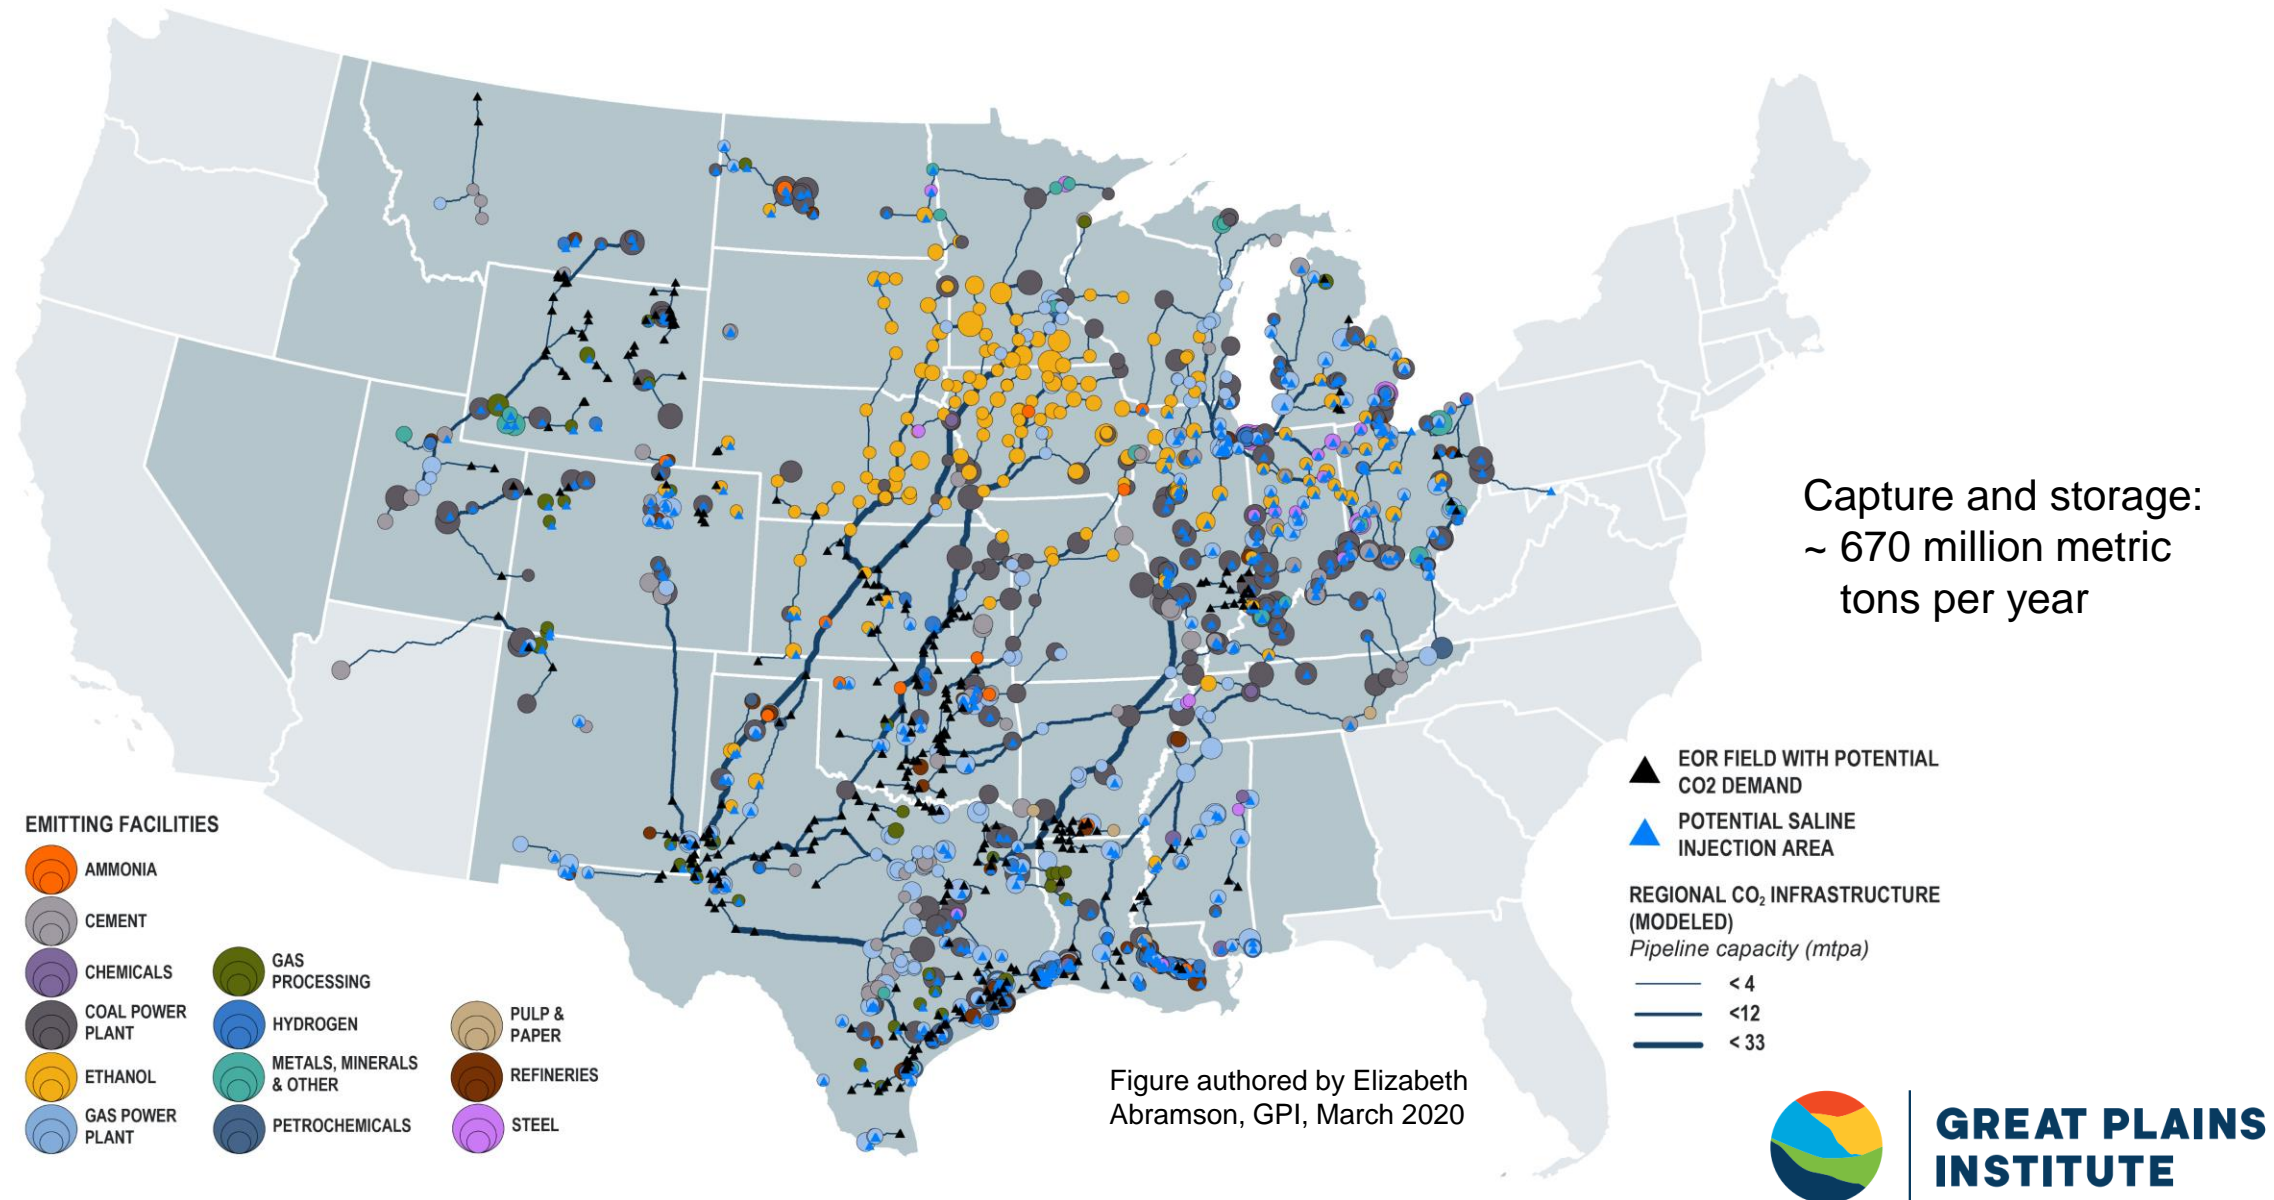 Capture and storage:
~ 670 million metric
tons per year
EOR FIELD WITH POTENTIAL
CO2 DEMAND
POTENTIAL SALINE
INJECTION AREA
REGIONAL CO₂ INFRASTRUCTURE
(MODELED)
Pipeline capacity (mtpa)
< 4
<12
< 33
EMITTING FACILITIES
AMMONIA
CEMENT
CHEMICALS
COAL POWER
PLANT
ETHANOL
GAS POWER
PLANT
GAS
PROCESSING
HYDROGEN
METALS, MINERALS
& OTHER
PETROCHEMICALS
PULP &
PAPER
REFINERIES
STEEL
Figure authored by Elizabeth
Abramson, GPI, March 2020
GREAT PLAINS
INSTITUTE